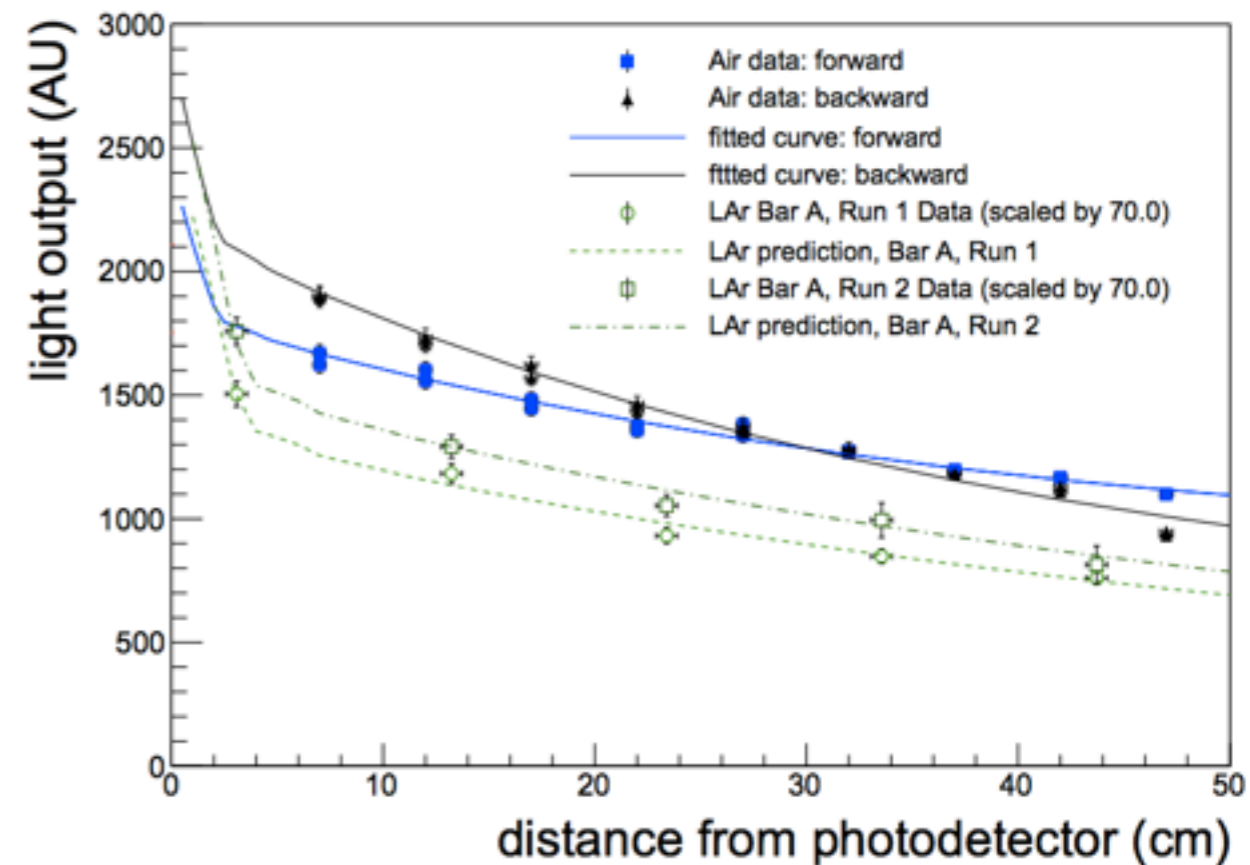 3000
2500
2000
1500
1000
500
0
light output (AU)
Air data: forward
Air data: backward
fitted curve: forward
fttted curve: backward
LAr Bar A, Run 1 Data (scaled by 70.0)
LAr prediction, Bar A, Run 1
LAr Bar A, Run 2 Data (scaled by 70.0)
LAr prediction, Bar A, Run 2
0 10 20 30 40 50
distance from photodetector (cm)